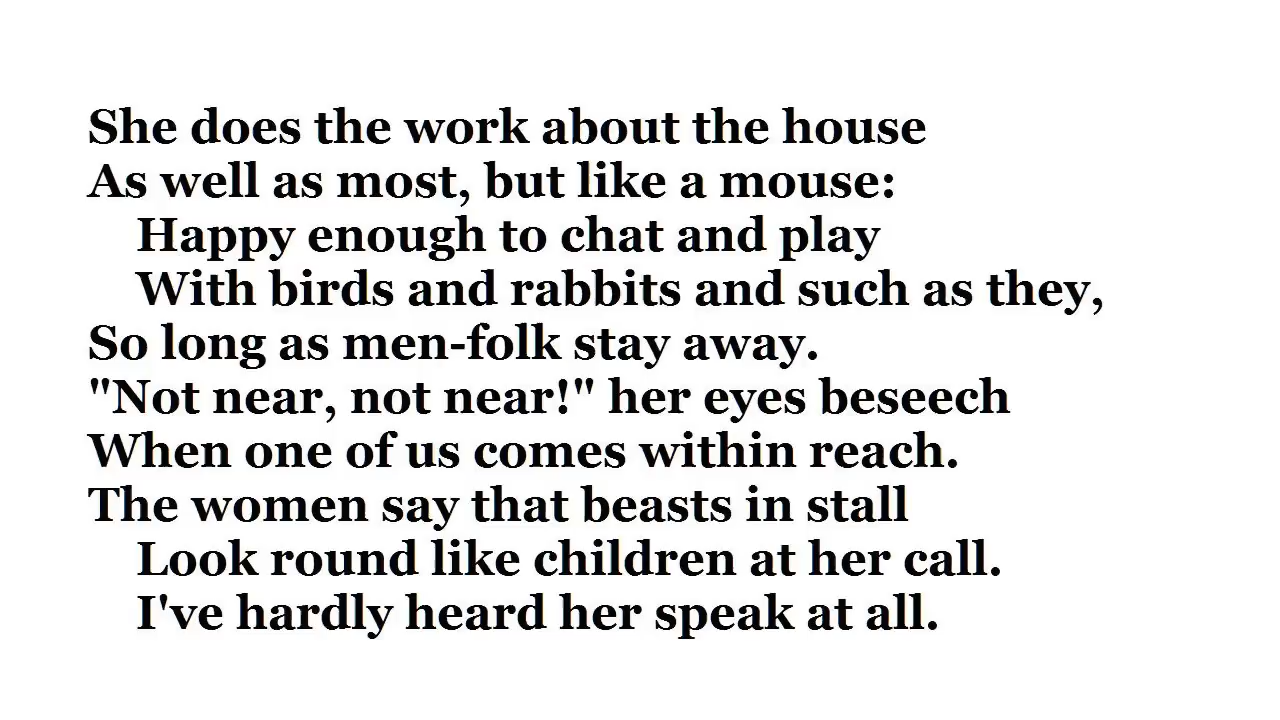 She does the work about the house
As well as most, but like a mouse:
Happy enough to chat and play
With birds and rabbits and such as they,
So long as men-folk stay away.
"Not near, not near!" her eyes beseech
When one of us comes within reach.
The women say that beasts in stall
Look round like children at her call.
I've hardly heard her speak at all.